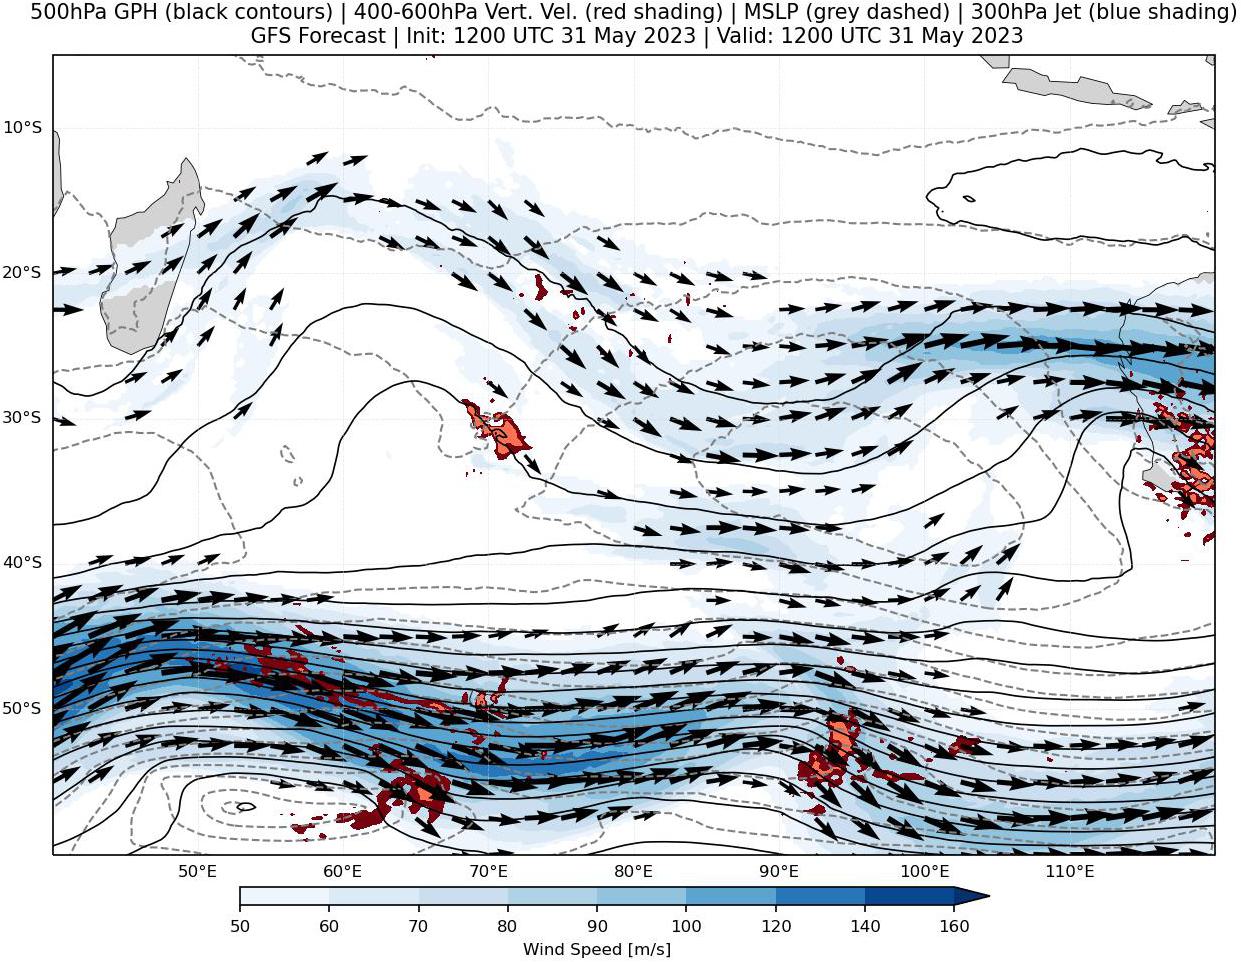 500hPa GPH (black contours) | 400-600hPa Vert. Vel. (red shading) | MSLP (grey dashed) | 300hPa Jet (blue shading)
GFS Forecast | Init: 1200 UTC 31 May 2023 | Valid: 1200 UTC 31 May 2023
10°S
20°S
30°S
40°S
50°S
50°E 60°E 70°E 80°E 90°E 100°E 110°E
50 60 70 80 90 100 120 140 160
Wind Speed [m/s]